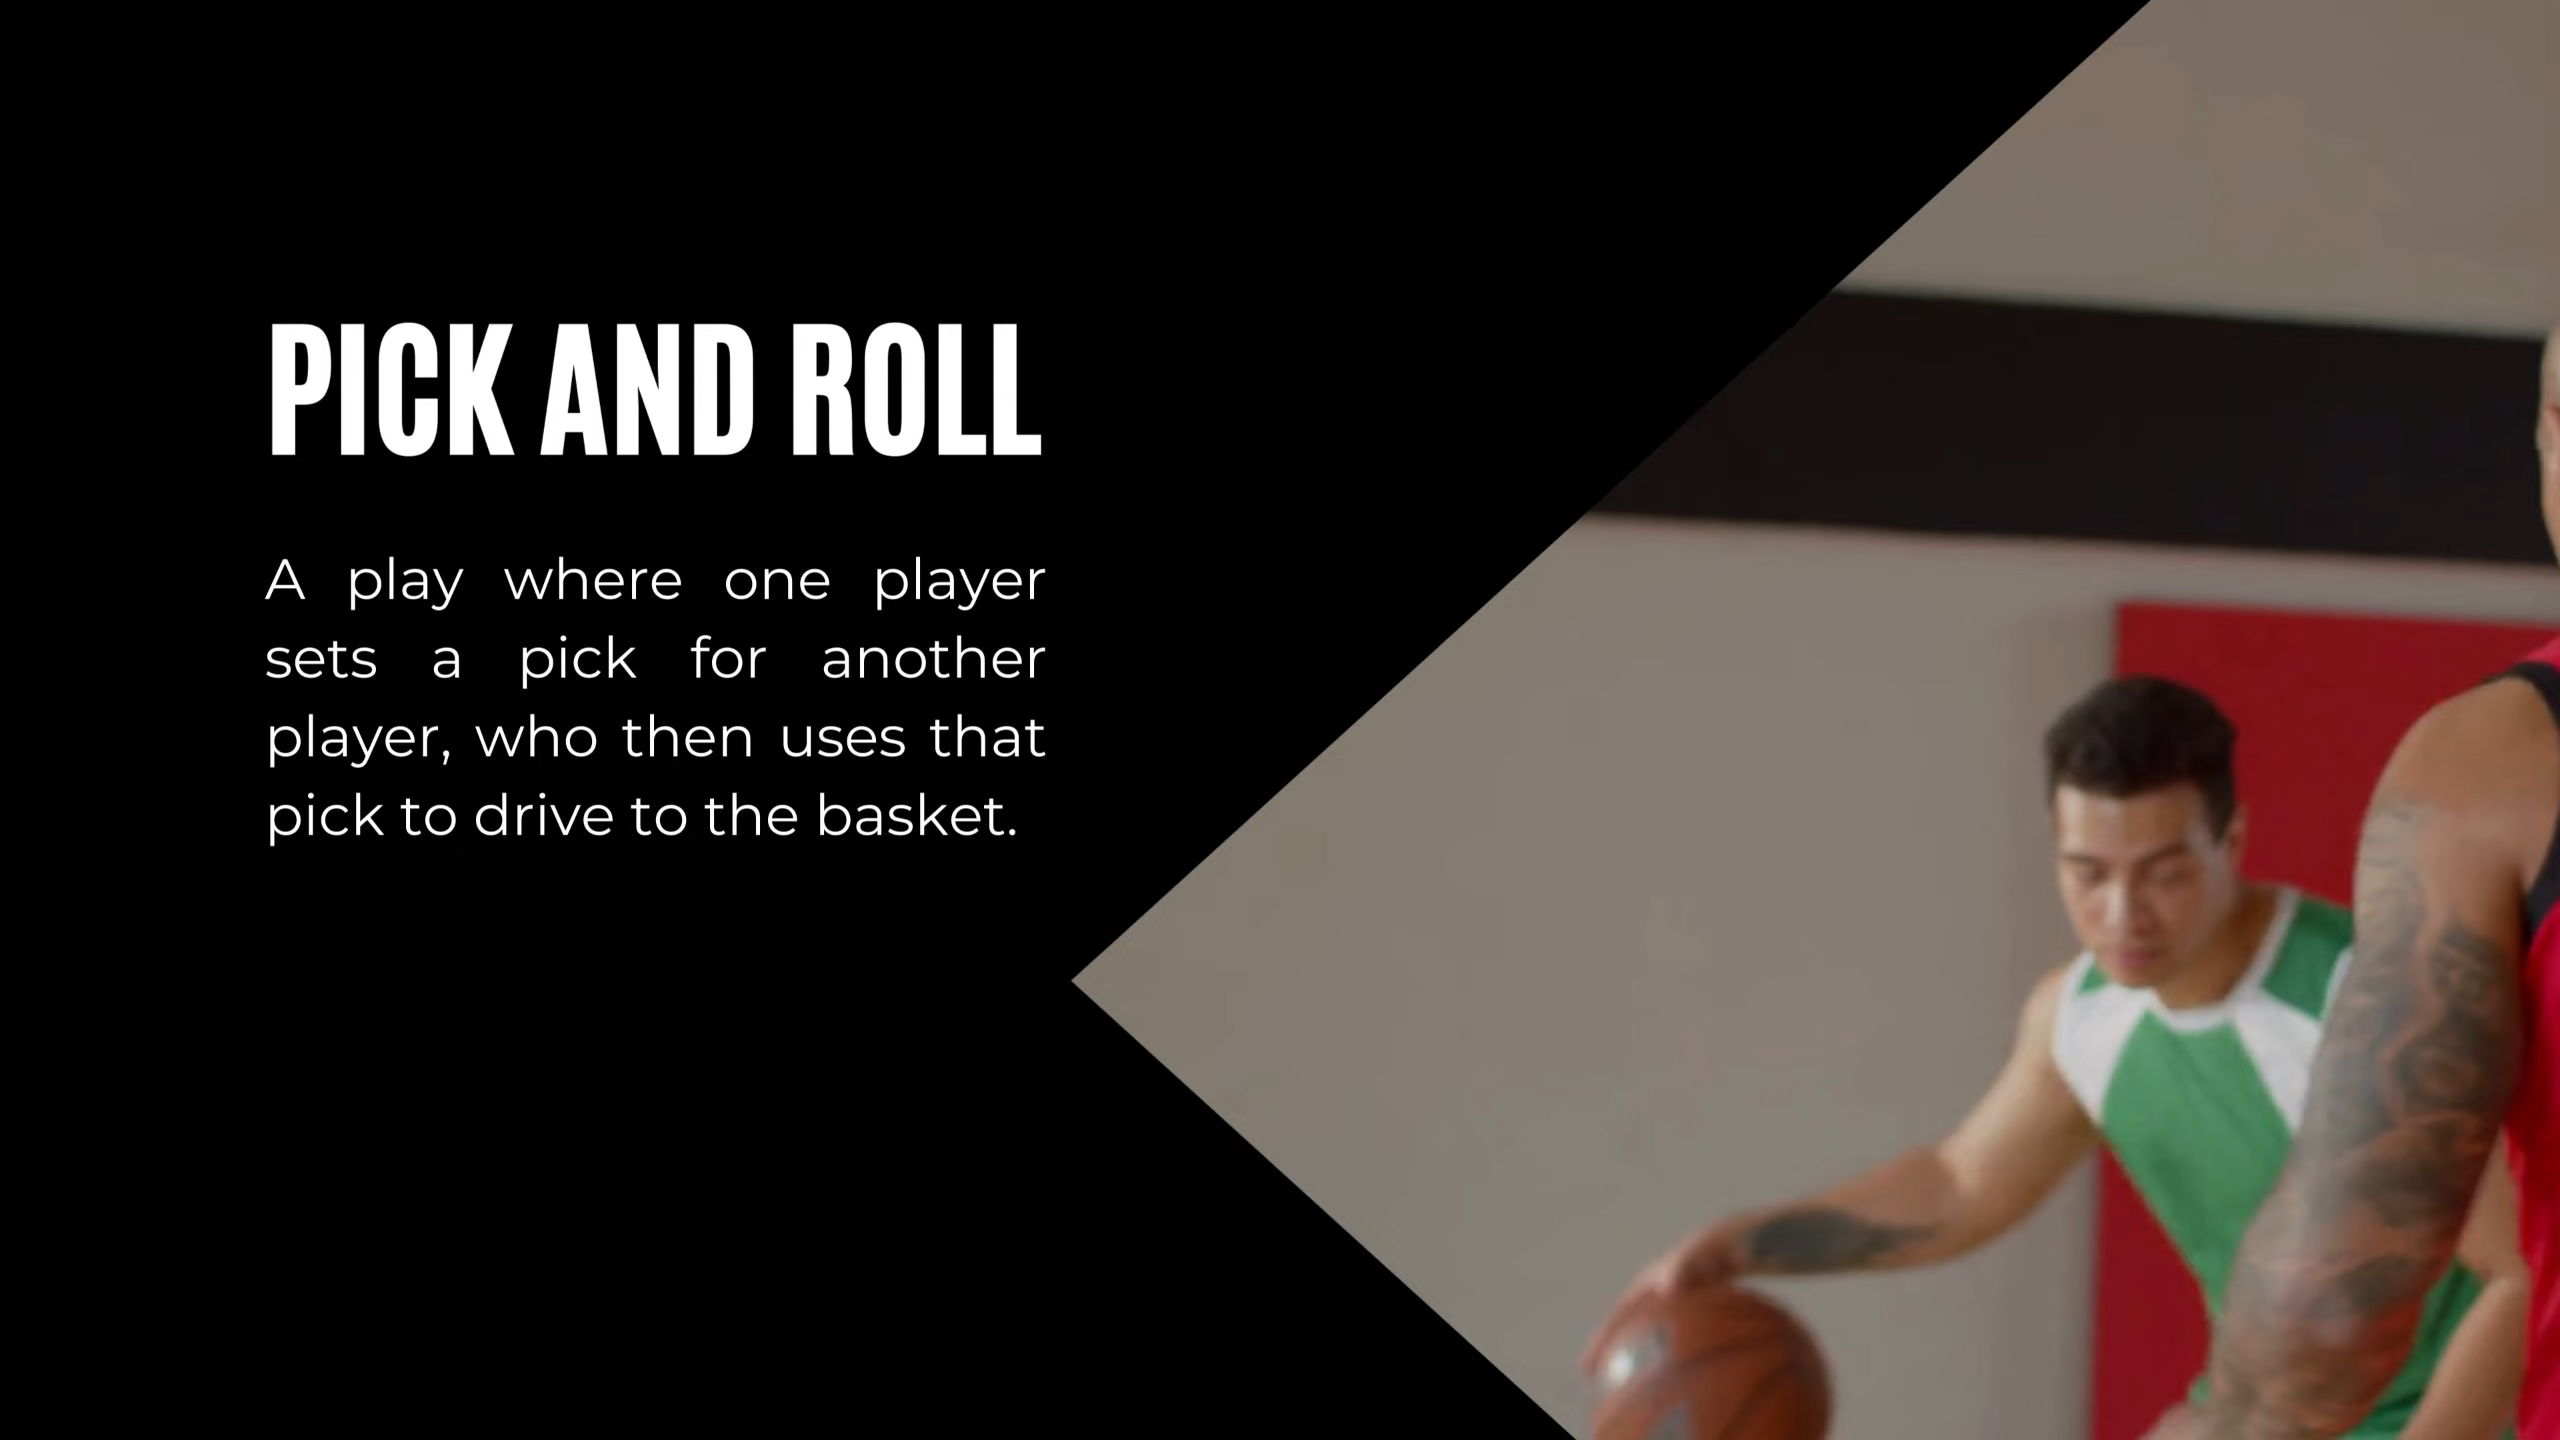 PICK AND ROLL
A play where one player
sets a pick for another
player, who then uses that
pick to drive to the basket.